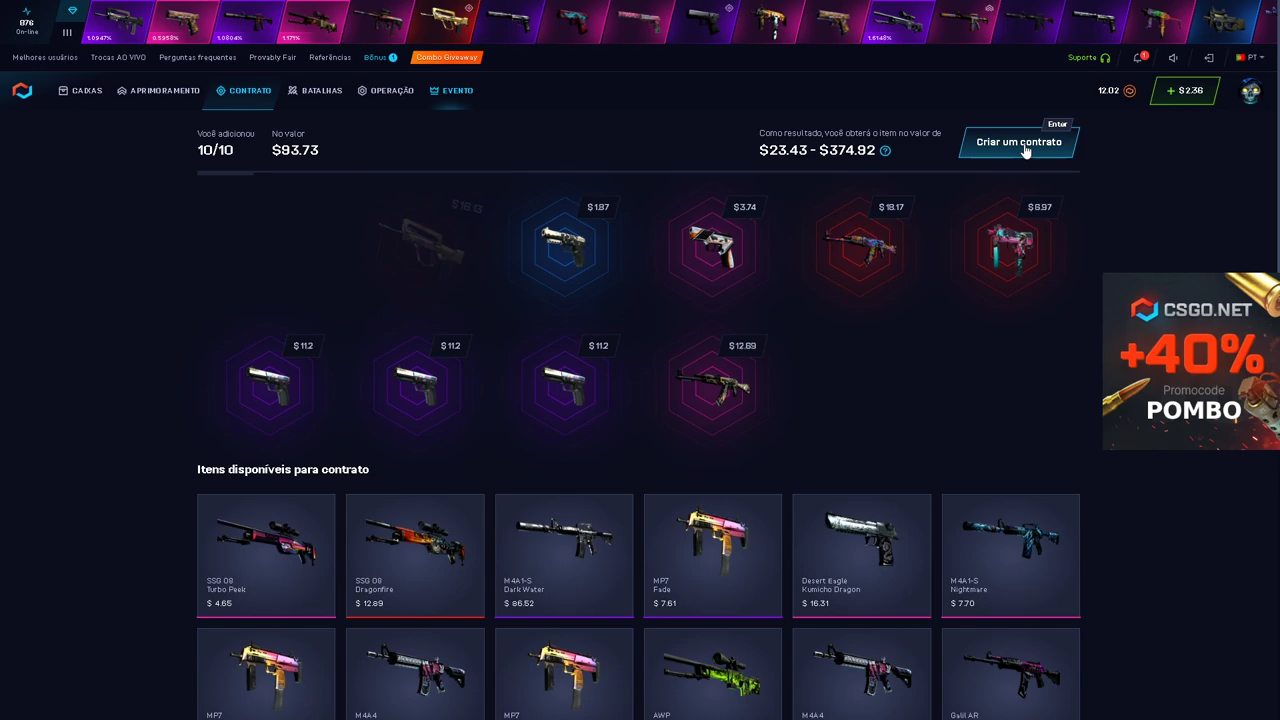 876
On-line
1.0947%
0.5958%
1.0804%
1.171%
1.6148%
Melhores usuários
Trocas AO VIVO
Perguntas frequentes
Provably Fair
Referências
Bônus
Combo Giveaway
Suporte
1
PT
CAIXAS
APRIMORAMENTO
CONTRATO
BATALHAS
OPERAÇÃO
EVENTO
12.02
+ $2.36
Você adicionou
10/10
No valor
$93.73
Como resultado, você obterá o item no valor de
$23.43 - $374.92
?
Enter
Criar um contrato
$1.87
$3.74
$18.17
$6.97
$11.2
$11.2
$11.2
$12.69
CSGO.NET
+40%
Promocode
POMBO
Itens disponíveis para contrato
SSG 08
Turbo Peek
$ 4.65
SSG 08
Dragonfire
$ 12.89
M4A1-S
Dark Water
$ 86.52
MP7
Fade
$ 7.61
Desert Eagle
Kumicho Dragon
$ 16.31
M4A1-S
Nightmare
$ 7.70
MP7
M4A4
MP7
AWP
M4A4
Galil AR